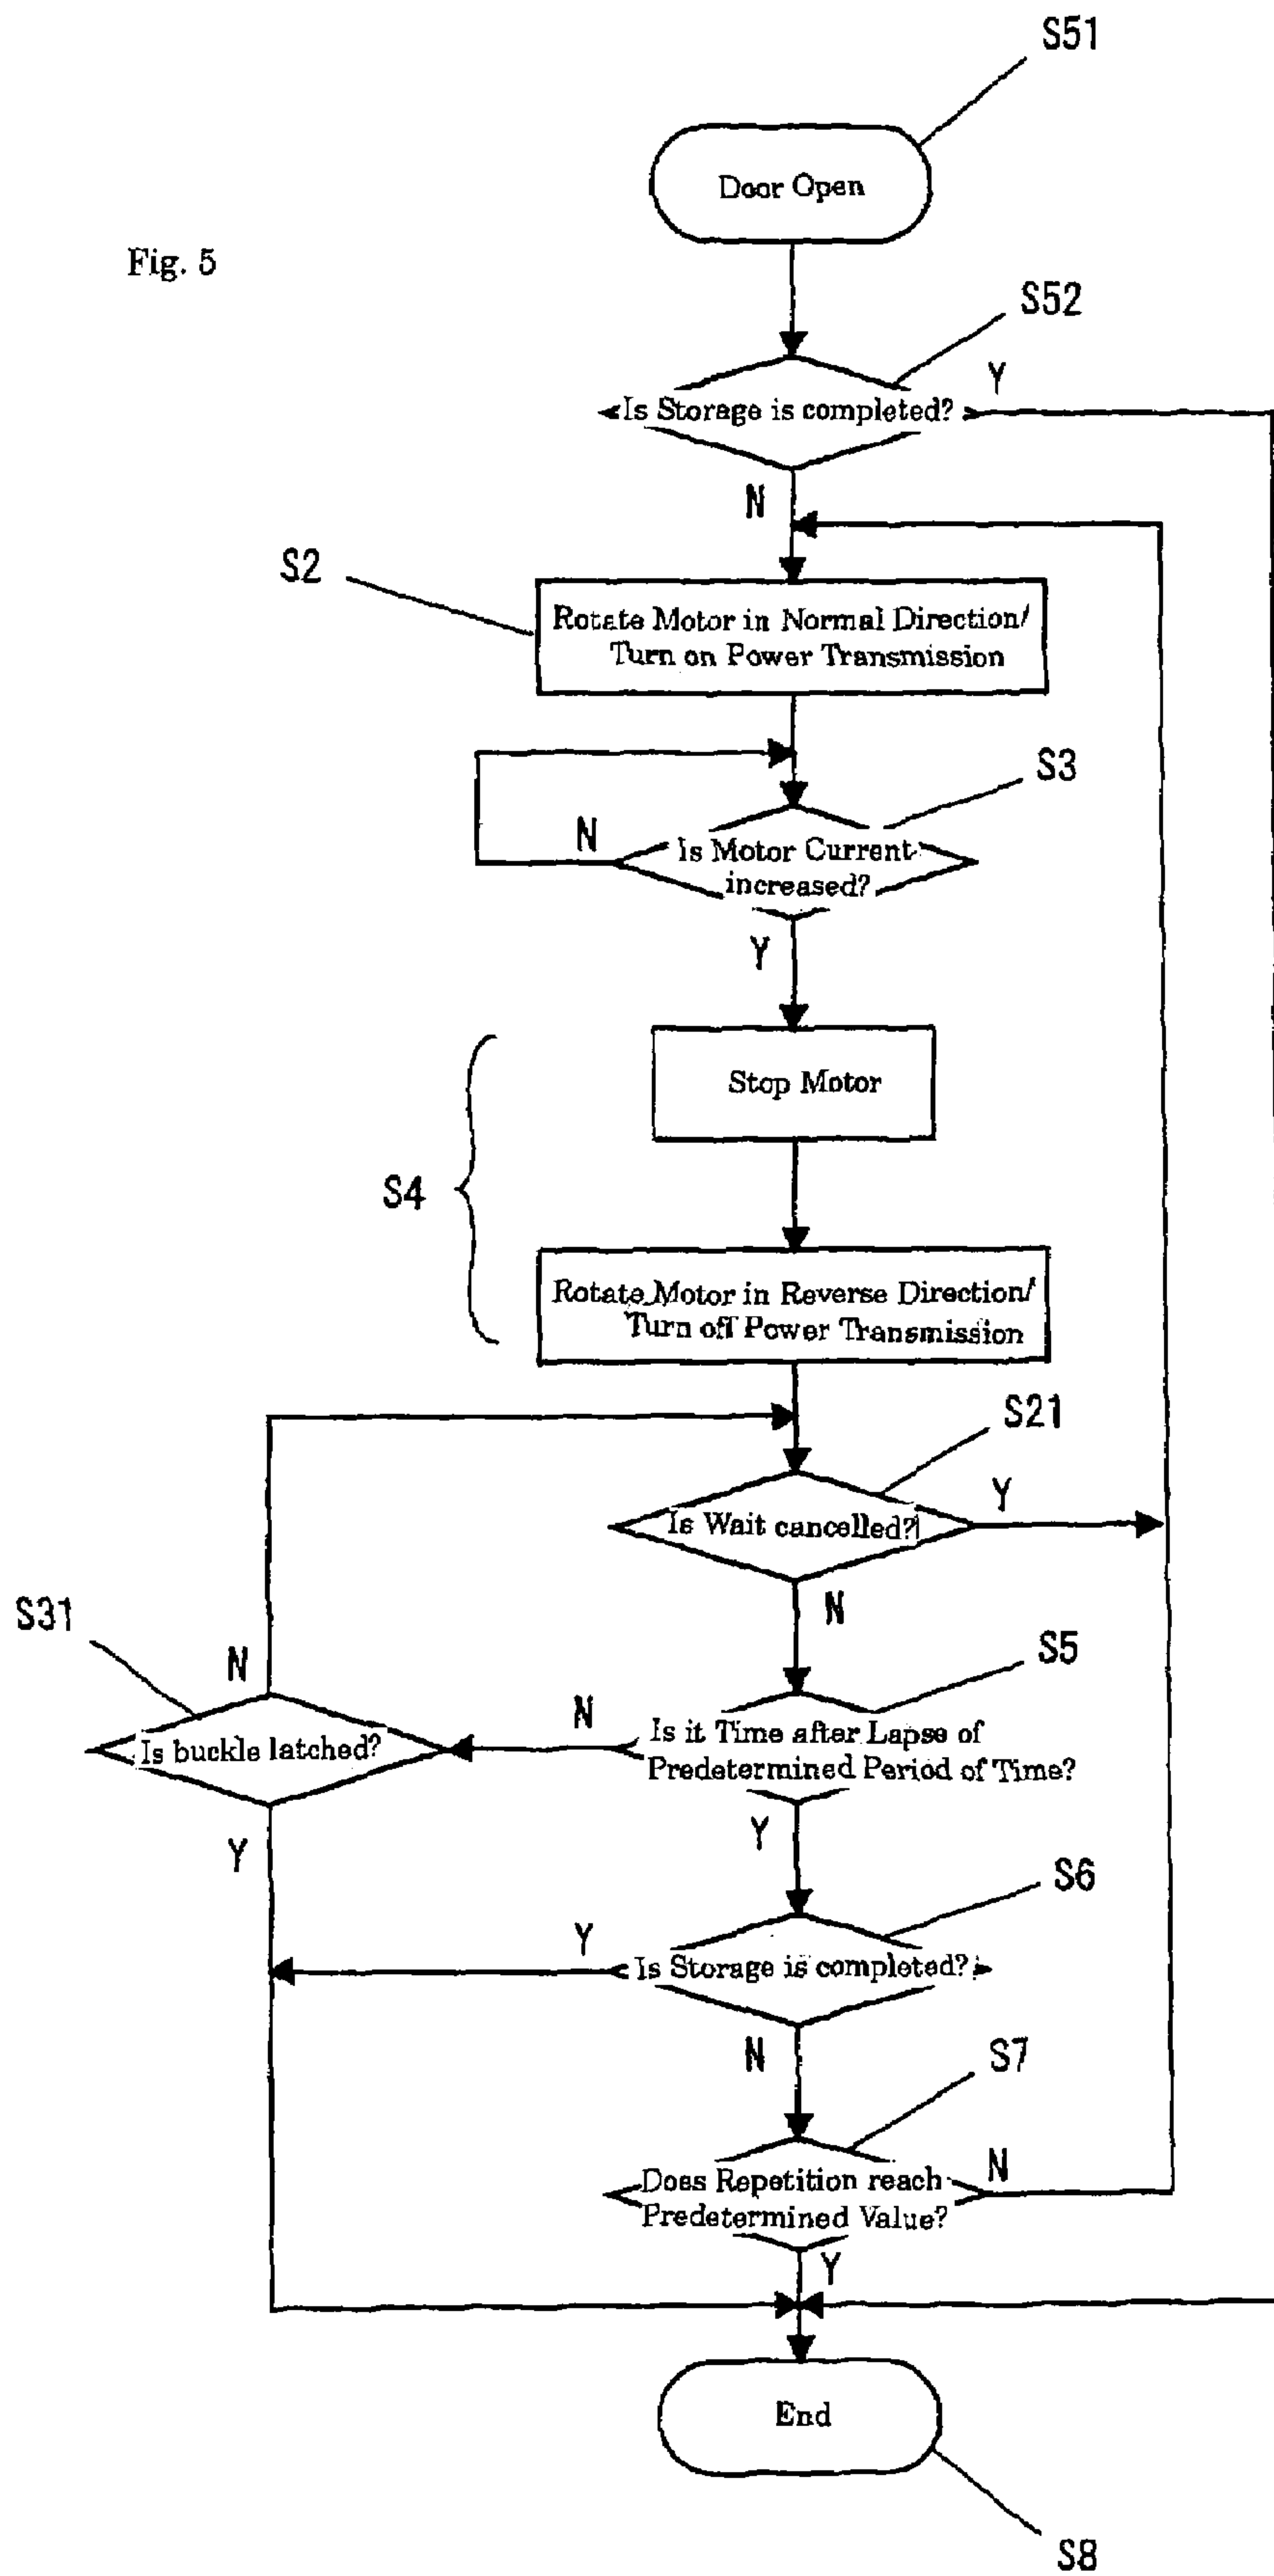 S51
Door Open
Fig. 5
S52
Is Storage is completed?
Y
N
S2
Rotate Motor in Normal Direction/
Turn on Power Transmission
S3
N
Is Motor Current
increased?
Y
Stop Motor
S4
Rotate Motor in Reverse Direction/
Turn off Power Transmission
S21
Is Wait cancelled?
Y
N
S31
N
S5
Is buckle latched?
N
Is it Time after Lapse of
Predetermined Period of Time?
Y
Y
S6
Y
Is Storage is completed?
N
S7
Does Repetition reach
Predetermined Value?
N
Y
End
S8